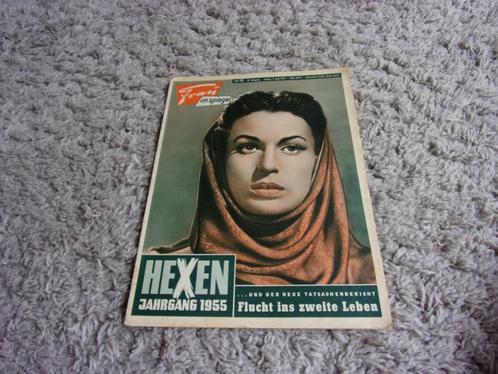 Frau
im spiegel
HEXEN
JAHRGANG 1955
... UND DER NEUE TATSACHENBERICHT
Flucht ins zweite Leben